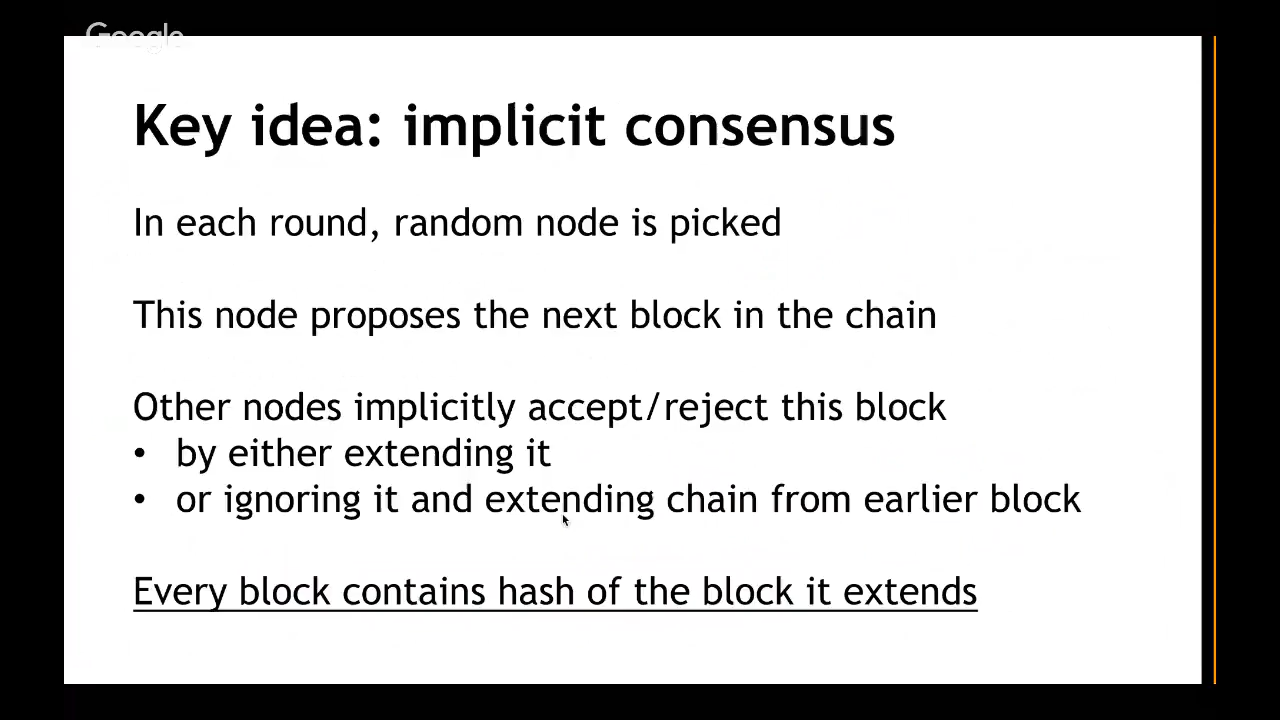 Google
Key idea: implicit consensus
In each round, random node is picked
This node proposes the next block in the chain
Other nodes implicitly accept/reject this block
• by either extending it
• or ignoring it and extending chain from earlier block
Every block contains hash of the block it extends